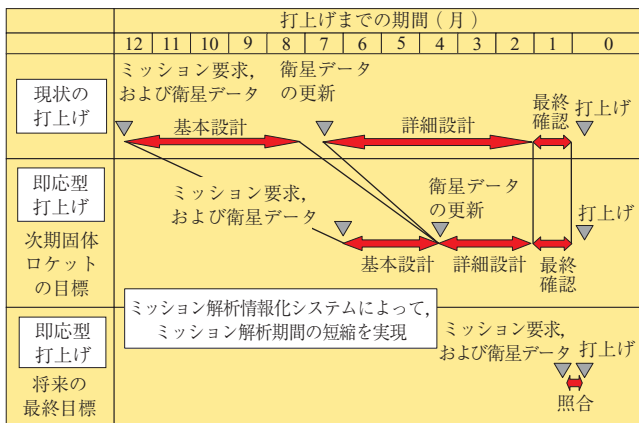 打上げまでの期間 ( 月 )
12 11 10 9 8 7 6 5 4 3 2 1 0
現状の
打上げ
ミッション要求,
および衛星データ
衛星データ
の更新
基本設計
詳細設計
最終
確認
打上げ
即応型
打上げ
次期固体
ロケット
の目標
ミッション要求,
および衛星データ
衛星データ
の更新
打上げ
基本設計
詳細設計
最終
確認
ミッション解析情報化システムによって,
ミッション解析期間の短縮を実現
即応型
打上げ
将来の
最終目標
ミッション要求,
および衛星データ
打上げ
照合